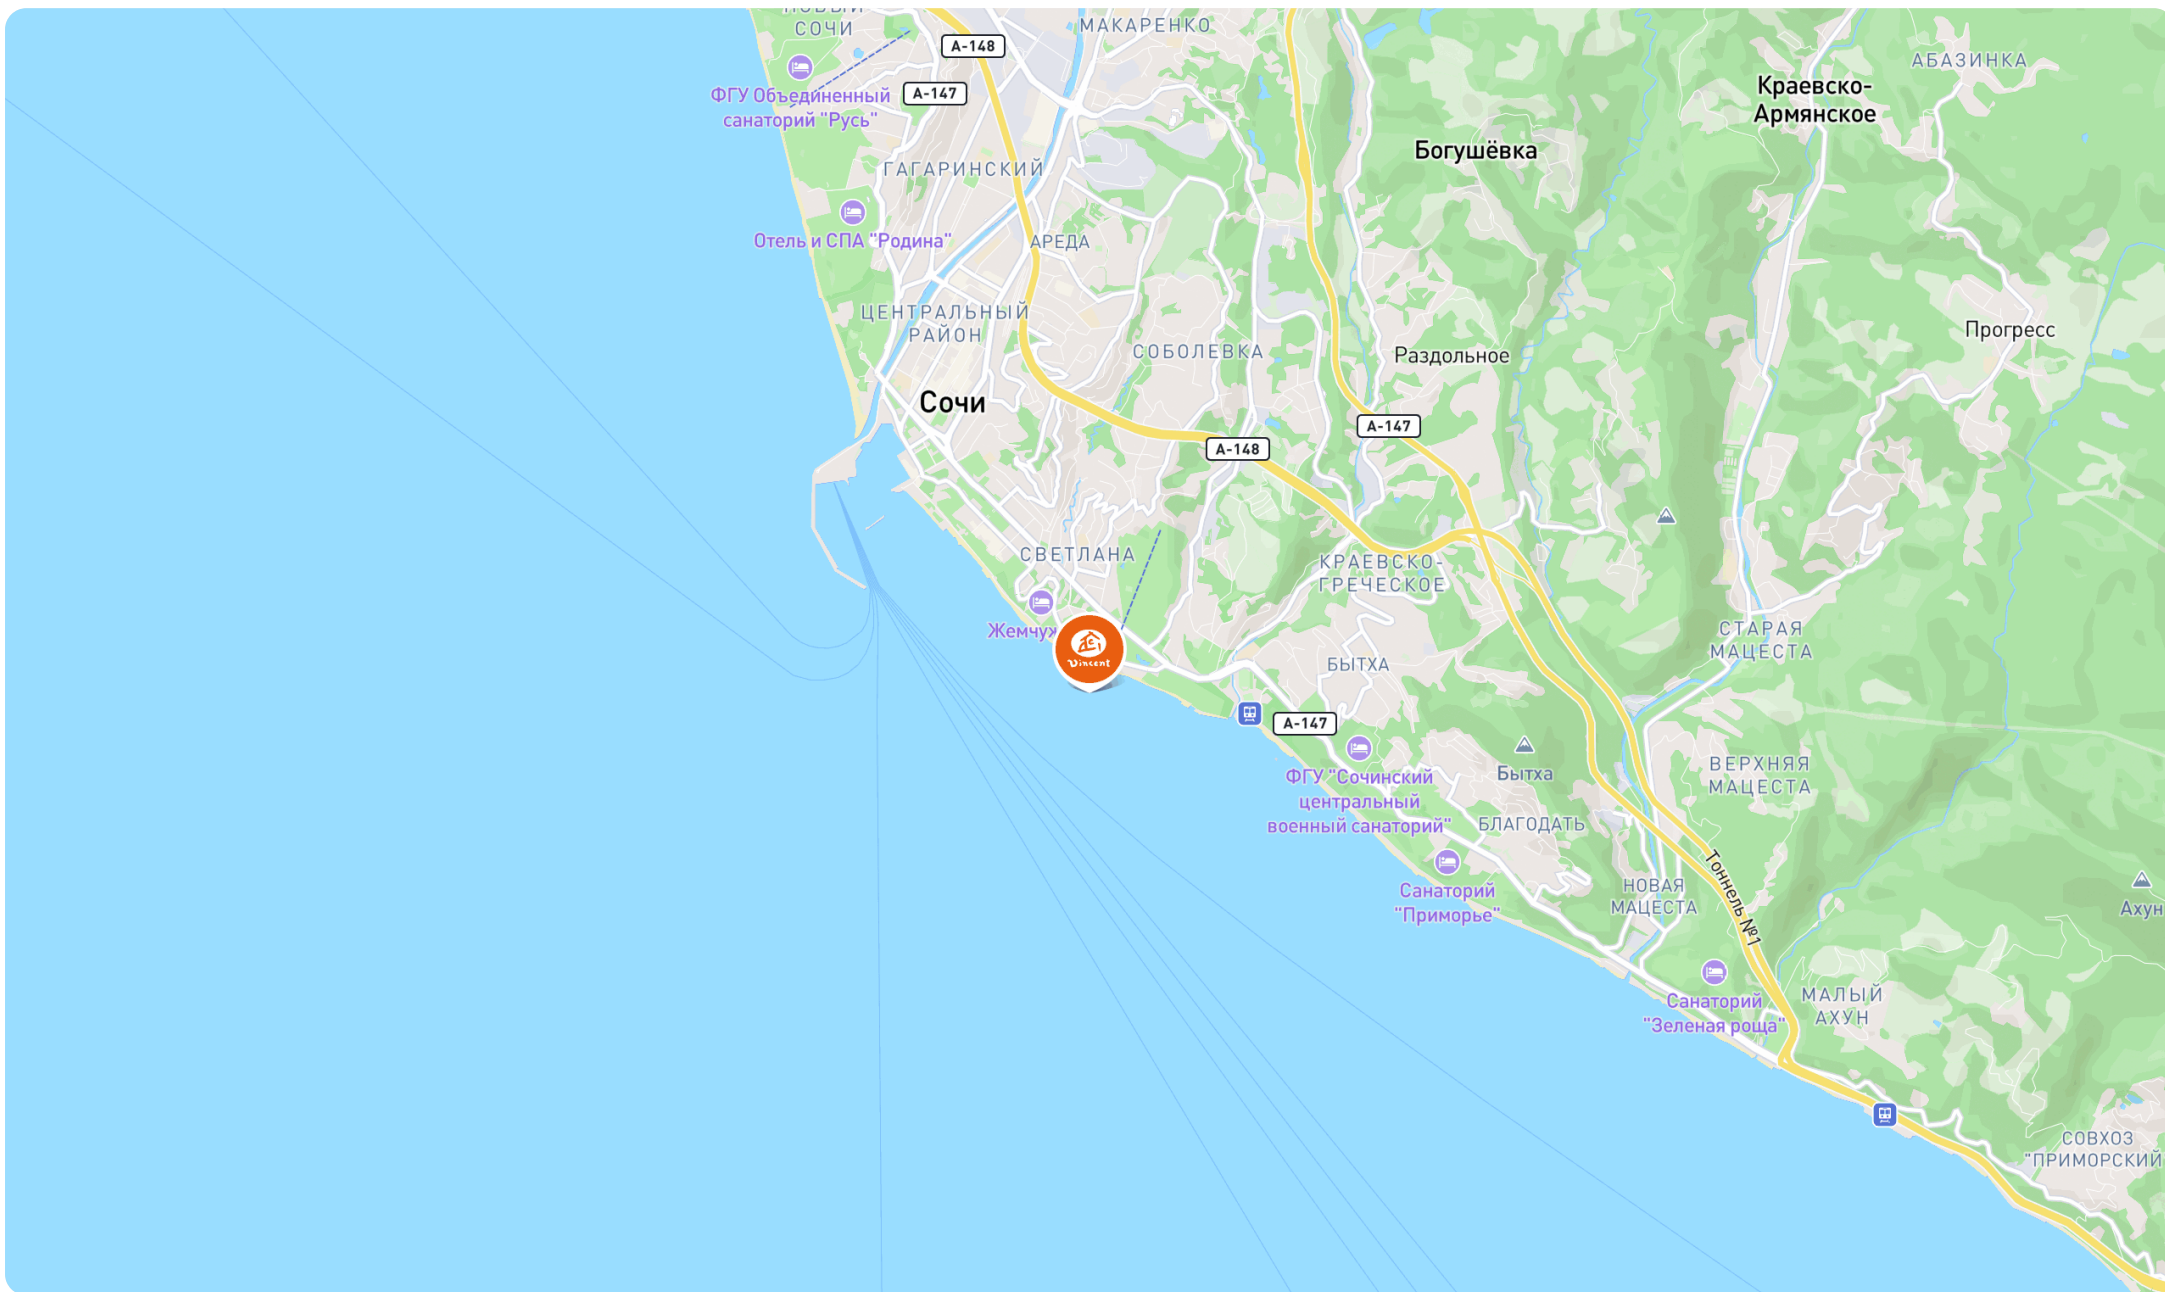 НОВЫЙ
СОЧИ
МАКАРЕНКО
А-148
А-147
ФГУ Объединенный
санаторий "Русь"
АБАЗИНКА
Краевско-
Армянское
Богушёвка
ГАГАРИНСКИЙ
Отель и СПА "Родина"
АРЕДА
ЦЕНТРАЛЬНЫЙ
РАЙОН
СОБОЛЕВКА
Раздольное
Прогресс
Сочи
А-147
А-148
СВЕТЛАНА
КРАЕВСКО-
ГРЕЧЕСКОЕ
Жемчуж
Vincent
БЫТХА
СТАРАЯ
МАЦЕСТА
А-147
ФГУ "Сочинский
центральный
военный санаторий"
Бытха
ВЕРХНЯЯ
МАЦЕСТА
БЛАГОДАТЬ
Тоннель №1
Санаторий
"Приморье"
НОВАЯ
МАЦЕСТА
Ахун
Санаторий
"Зеленая роща"
МАЛЫЙ
АХУН
СОВХОЗ
"ПРИМОРСКИЙ